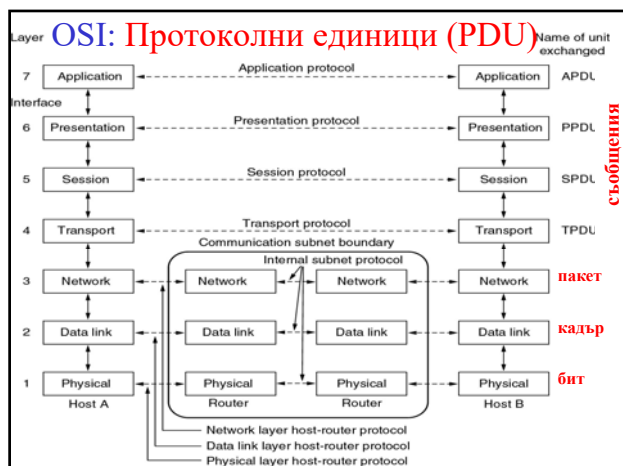 OSI: Протоколни единици (PDU)
Layer
Name of unit
exchanged
7 Application Application protocol Application APDU
Interface
6 Presentation Presentation protocol Presentation PPDU
5 Session Session protocol Session SPDU
4 Transport Transport protocol Transport TPDU
съобщения
Communication subnet boundary
Internal subnet protocol
3 Network Network Network Network пакет
2 Data link Data link Data link Data link кадър
1 Physical Physical Physical Physical бит
Host A Router Router Host B
Network layer host-router protocol
Data link layer host-router protocol
Physical layer host-router protocol